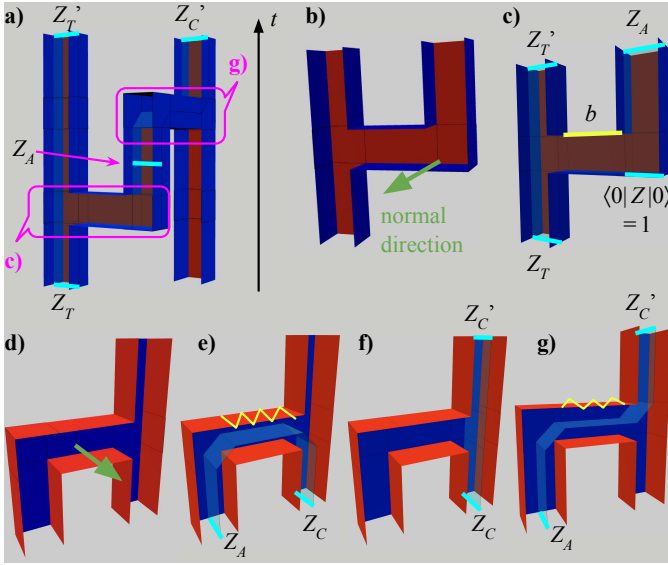 a)
Z_T'
Z_C'
t
g)
Z_A
c)
Z_T
b)
normal
direction
c)
Z_A
Z_T'
b
⟨0|Z|0⟩
= 1
Z_T
d)
e)
Z_A
Z_C
f)
Z_C'
Z_C
g)
Z_C'
Z_A